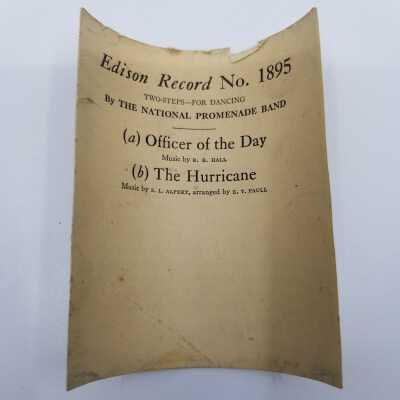 Edison Record No. 1895
TWO-STEPS—FOR DANCING
By THE NATIONAL PROMENADE BAND
(a) Officer of the Day
Music by R. B. HALL
(b) The Hurricane
Music by S. L. ALPERT, arranged by E. T. PAULL